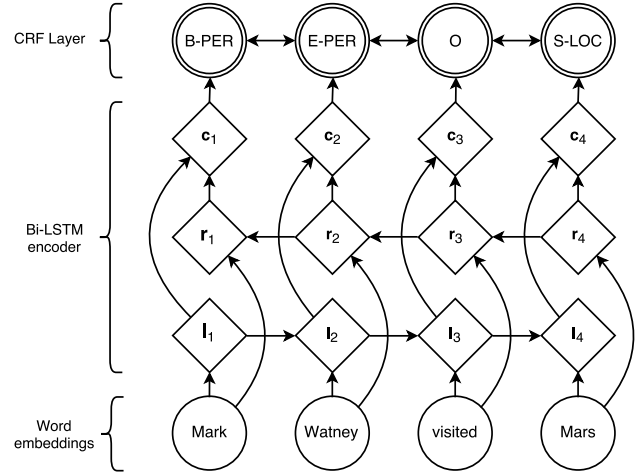 CRF Layer
B-PER E-PER O S-LOC
c1 c2 c3 c4
Bi-LSTM
encoder
r1 r2 r3 r4
l1 l2 l3 l4
Word
embeddings
Mark Watney visited Mars